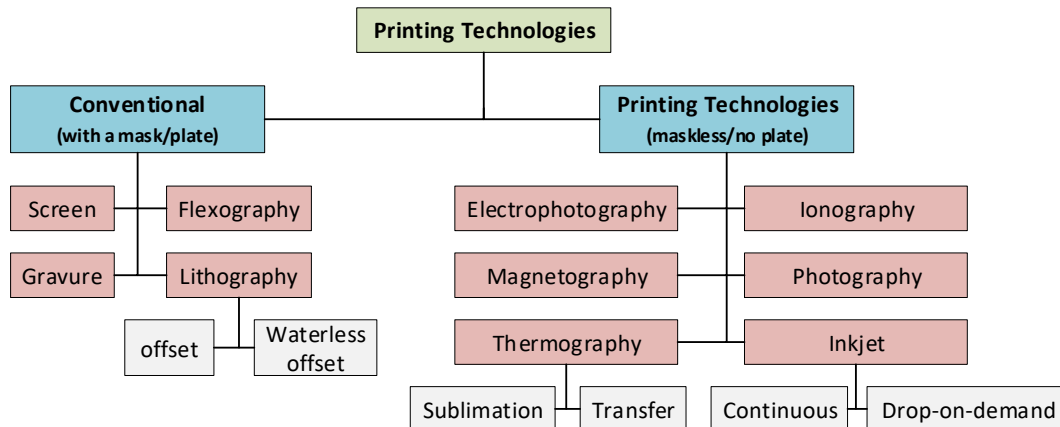 Printing Technologies
Conventional
(with a mask/plate)
Printing Technologies
(maskless/no plate)
Screen
Flexography
Gravure
Lithography
offset
Waterless
offset
Electrophotography
Ionography
Magnetography
Photography
Thermography
Inkjet
Sublimation
Transfer
Continuous
Drop-on-demand